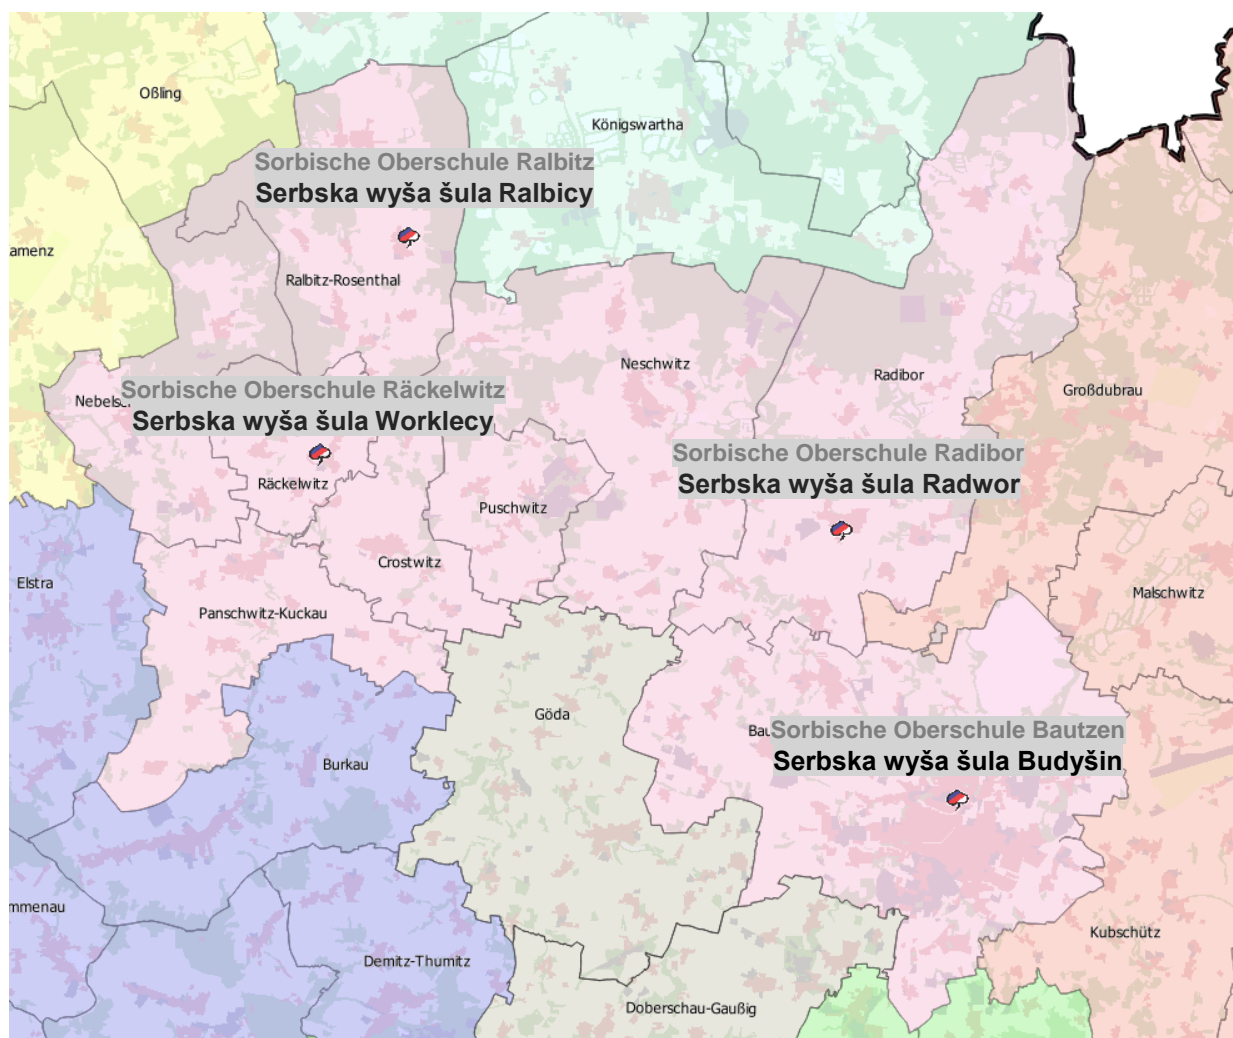 Oßling
Königswartha
Sorbische Oberschule Ralbitz
Serbska wyša šula Ralbicy
amenz
Ralbitz-Rosenthal
Neschwitz
Radibor
Großdubrau
Sorbische Oberschule Räckelwitz
Nebelsc
Serbska wyša šula Worklecy
Sorbische Oberschule Radibor
Serbska wyša šula Radwor
Räckelwitz
Puschwitz
Crostwitz
Elstra
Malschwitz
Panschwitz-Kuckau
Göda
Bau
Sorbische Oberschule Bautzen
Serbska wyša šula Budyšin
Burkau
mmenau
Kubschütz
Demitz-Thumitz
Doberschau-Gaußig